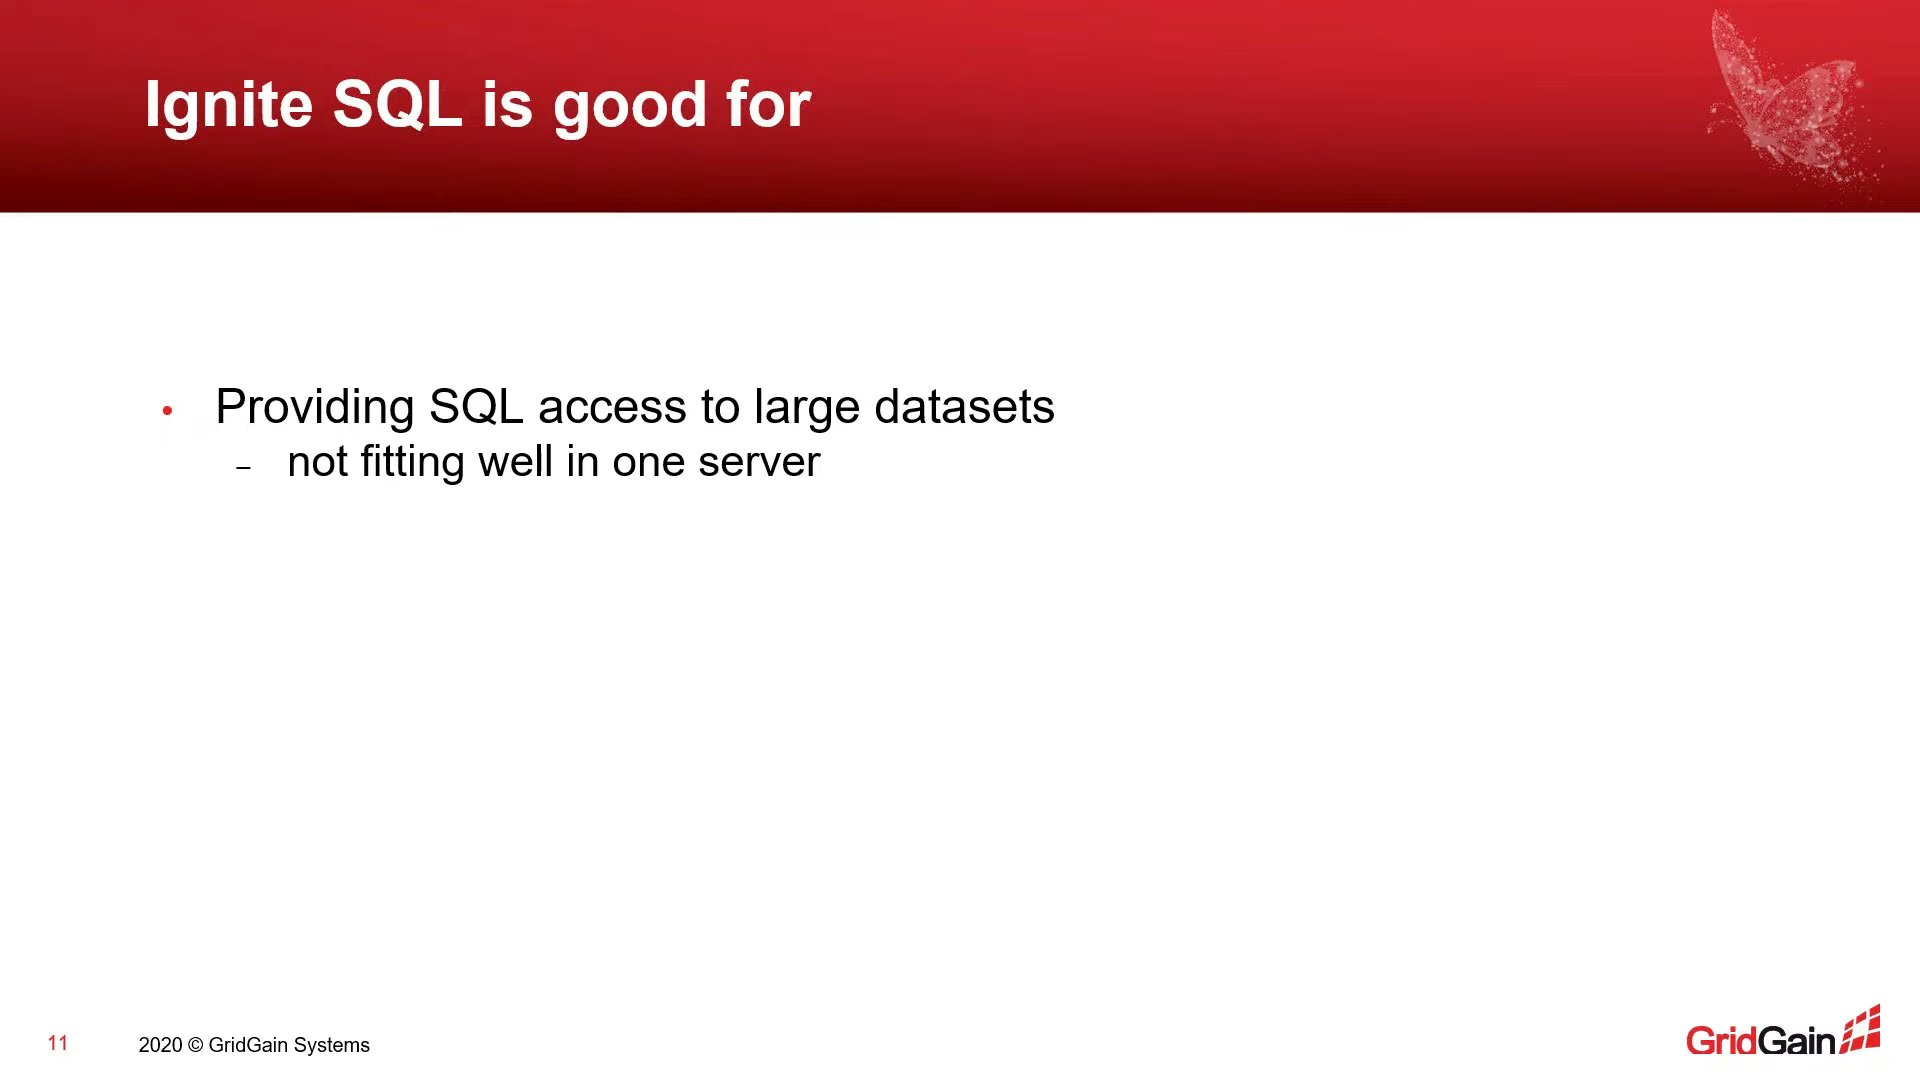 Ignite SQL is good for
• Providing SQL access to large datasets
– not fitting well in one server
11
2020 © GridGain Systems
GridGain